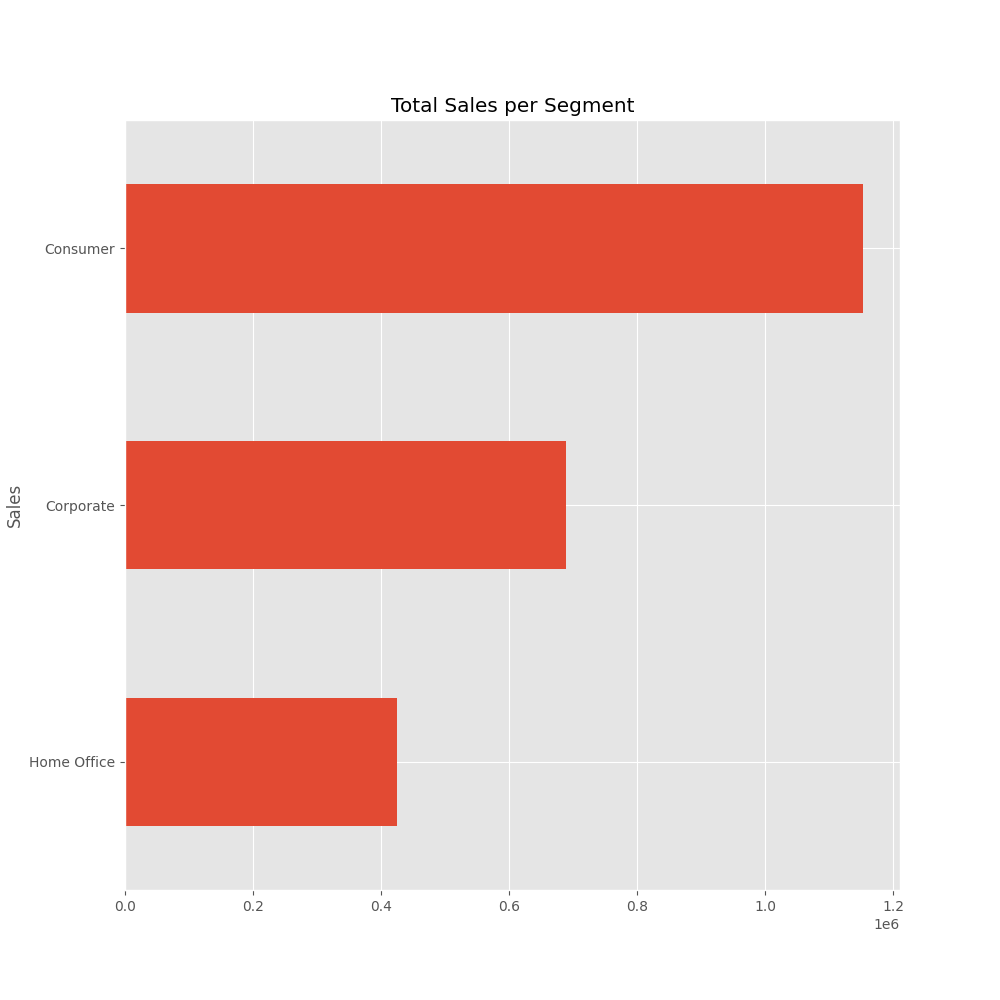 Total Sales per Segment
Consumer
Corporate
Home Office
Sales
0.0 0.2 0.4 0.6 0.8 1.0 1.2
1e6